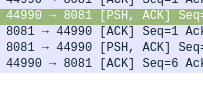 44990 → 8081 [ACK] Seq=1 Ack
44990 → 8081 [PSH, ACK] Seq=
8081 → 44990 [ACK] Seq=1 Ack
8081 → 44990 [PSH, ACK] Seq=
44990 → 8081 [ACK] Seq=6 Ack